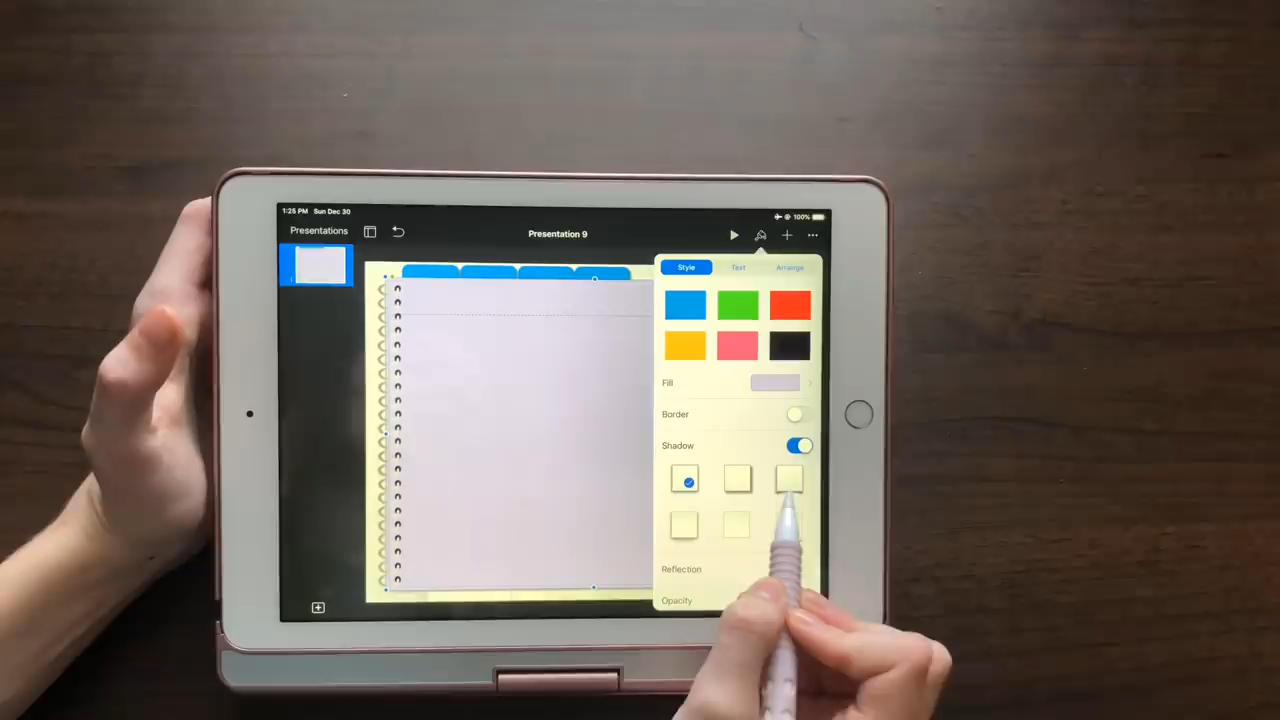 1:25 PM Sun Dec 30
100%
Presentations
Presentation 9
Style Text Arrange
Fill
Border
Shadow
Reflection
Opacity